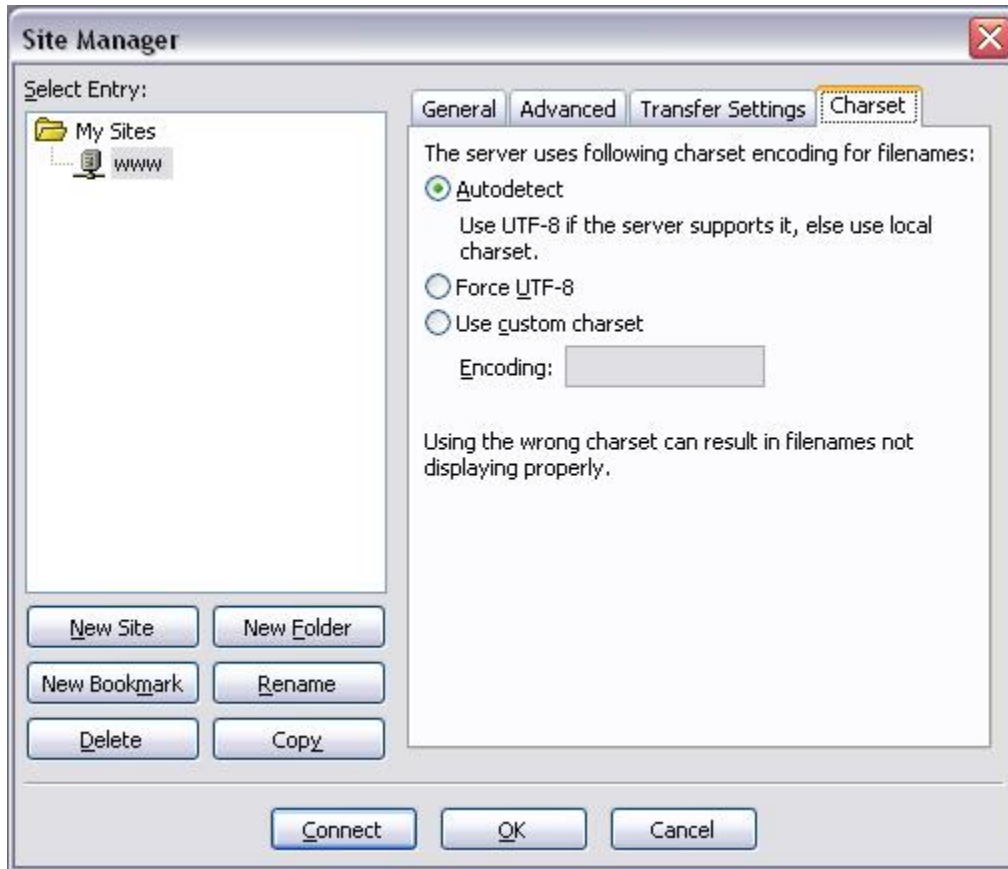 Site Manager
Select Entry:
My Sites
www
New Site
New Folder
New Bookmark
Rename
Delete
Copy
General
Advanced
Transfer Settings
Charset
The server uses following charset encoding for filenames:
Autodetect
Use UTF-8 if the server supports it, else use local
charset.
Force UTF-8
Use custom charset
Encoding:
Using the wrong charset can result in filenames not
displaying properly.
Connect
OK
Cancel